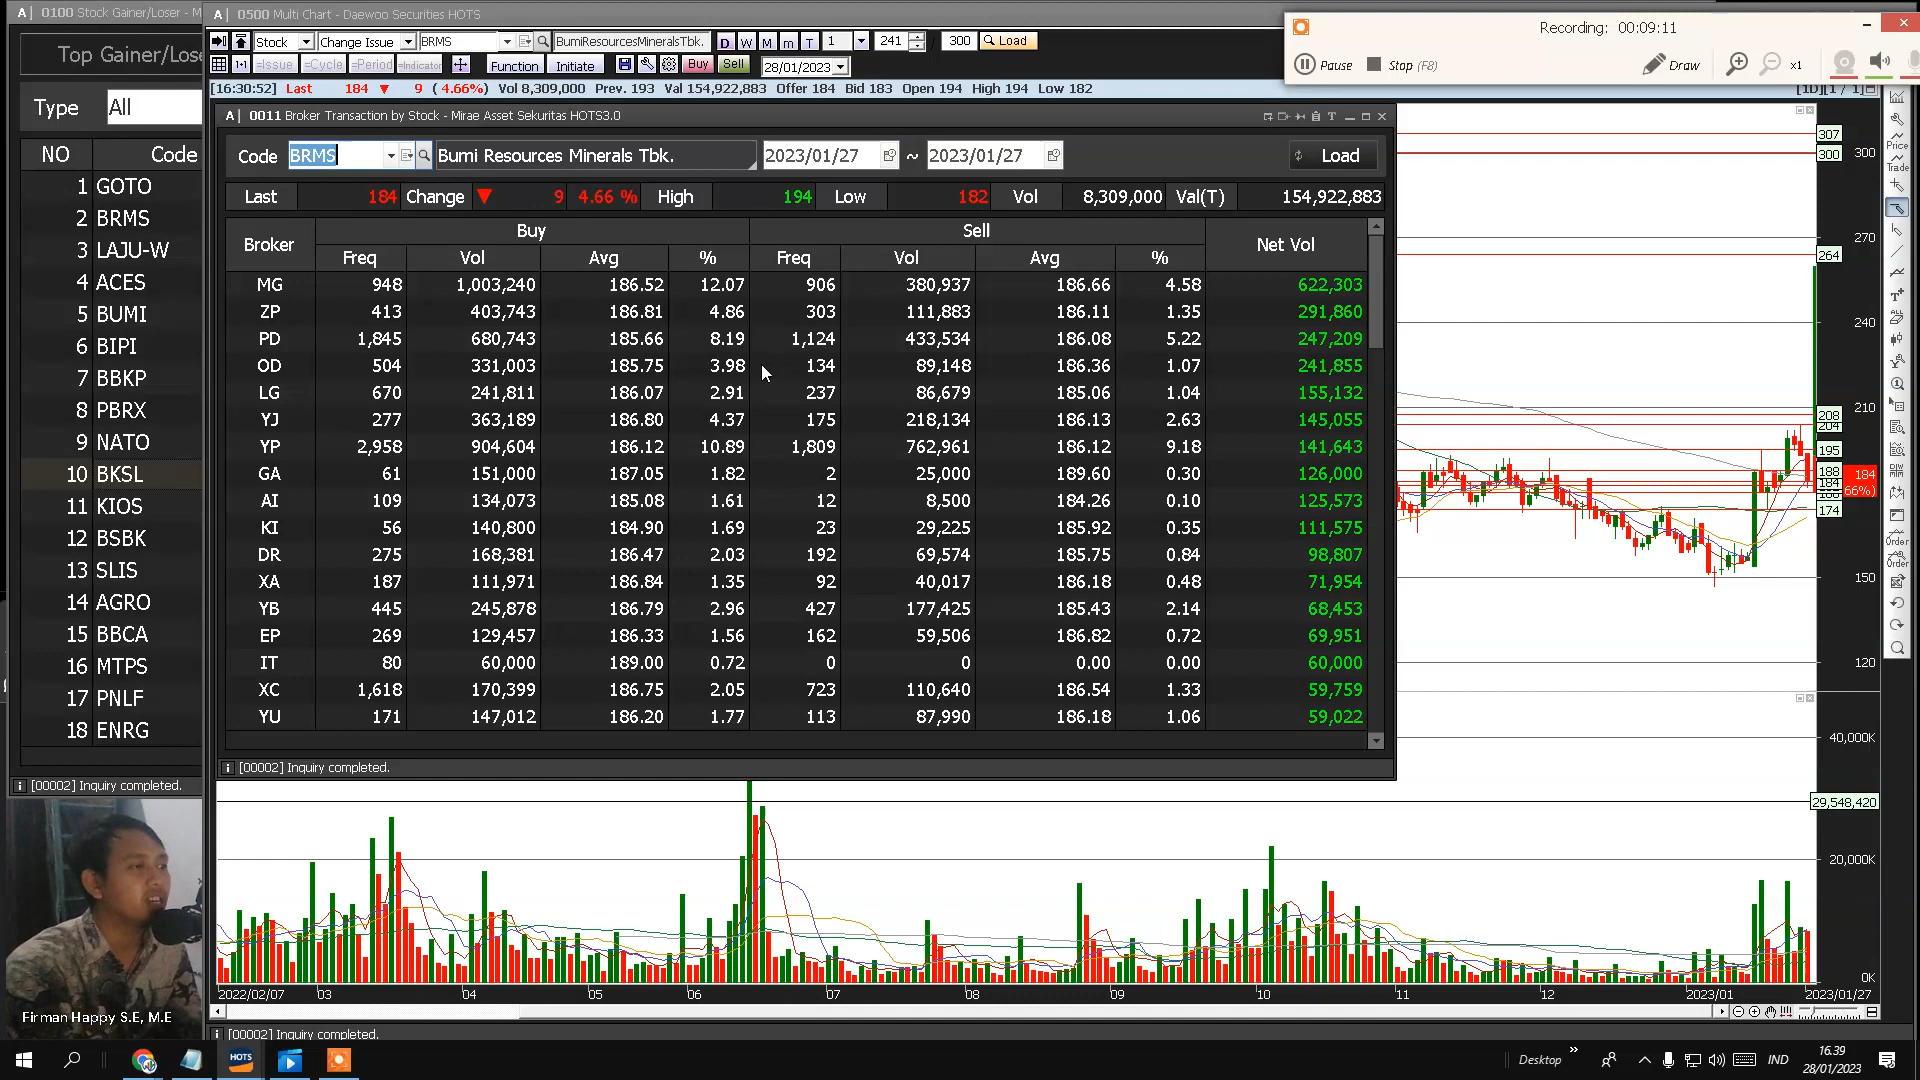 0100 Stock Gainer/Loser - M
0500 Multi Chart - Daewoo Securities HOTS
Recording: 00:09:11
Pause Stop (F8) Draw x1
Stock Change Issue BRMS BumiResourcesMineralsTbk. D W M m T 1 241 / 300 Load
=Issue =Cycle =Period =Indicator Function Initiate Buy Sell 28/01/2023
[16:30:52] Last 184 ▼ 9 ( 4.66%) Vol 8,309,000 Prev. 193 Val 154,922,883 Offer 184 Bid 183 Open 194 High 194 Low 182
[1D][1 / 1]
Top Gainer/Lose
Type All
NO Code
1 GOTO
2 BRMS
3 LAJU-W
4 ACES
5 BUMI
6 BIPI
7 BBKP
8 PBRX
9 NATO
10 BKSL
11 KIOS
12 BSBK
13 SLIS
14 AGRO
15 BBCA
16 MTPS
17 PNLF
18 ENRG
[00002] Inquiry completed.
0011 Broker Transaction by Stock - Mirae Asset Sekuritas HOTS3.0
Code BRMS Bumi Resources Minerals Tbk. 2023/01/27 ~ 2023/01/27 Load
Last 184 Change ▼ 9 4.66 % High 194 Low 182 Vol 8,309,000 Val(T) 154,922,883
Broker Buy Sell Net Vol
Freq Vol Avg % Freq Vol Avg %
MG 948 1,003,240 186.52 12.07 906 380,937 186.66 4.58 622,303
ZP 413 403,743 186.81 4.86 303 111,883 186.11 1.35 291,860
PD 1,845 680,743 185.66 8.19 1,124 433,534 186.08 5.22 247,209
OD 504 331,003 185.75 3.98 134 89,148 186.36 1.07 241,855
LG 670 241,811 186.07 2.91 237 86,679 185.06 1.04 155,132
YJ 277 363,189 186.80 4.37 175 218,134 186.13 2.63 145,055
YP 2,958 904,604 186.12 10.89 1,809 762,961 186.12 9.18 141,643
GA 61 151,000 187.05 1.82 2 25,000 189.60 0.30 126,000
AI 109 134,073 185.08 1.61 12 8,500 184.26 0.10 125,573
KI 56 140,800 184.90 1.69 23 29,225 185.92 0.35 111,575
DR 275 168,381 186.47 2.03 192 69,574 185.75 0.84 98,807
XA 187 111,971 186.84 1.35 92 40,017 186.18 0.48 71,954
YB 445 245,878 186.79 2.96 427 177,425 185.43 2.14 68,453
EP 269 129,457 186.33 1.56 162 59,506 186.82 0.72 69,951
IT 80 60,000 189.00 0.72 0 0 0.00 0.00 60,000
XC 1,618 170,399 186.75 2.05 723 110,640 186.54 1.33 59,759
YU 171 147,012 186.20 1.77 113 87,990 186.18 1.06 59,022
[00002] Inquiry completed.
307
300 300
270
264
240
210
208
204
195
188 184
184 66%)
174
150
120
40,000K
29,548,420
20,000K
0K
Price
Trade
ALL
DIV
Order
Order
2022/02/07 03 04 05 06 07 08 09 10 11 12 2023/01 2023/01/27
Firman Happy S.E, M.E
[00002] Inquiry completed.
HOTS Desktop IND 16.39
28/01/2023